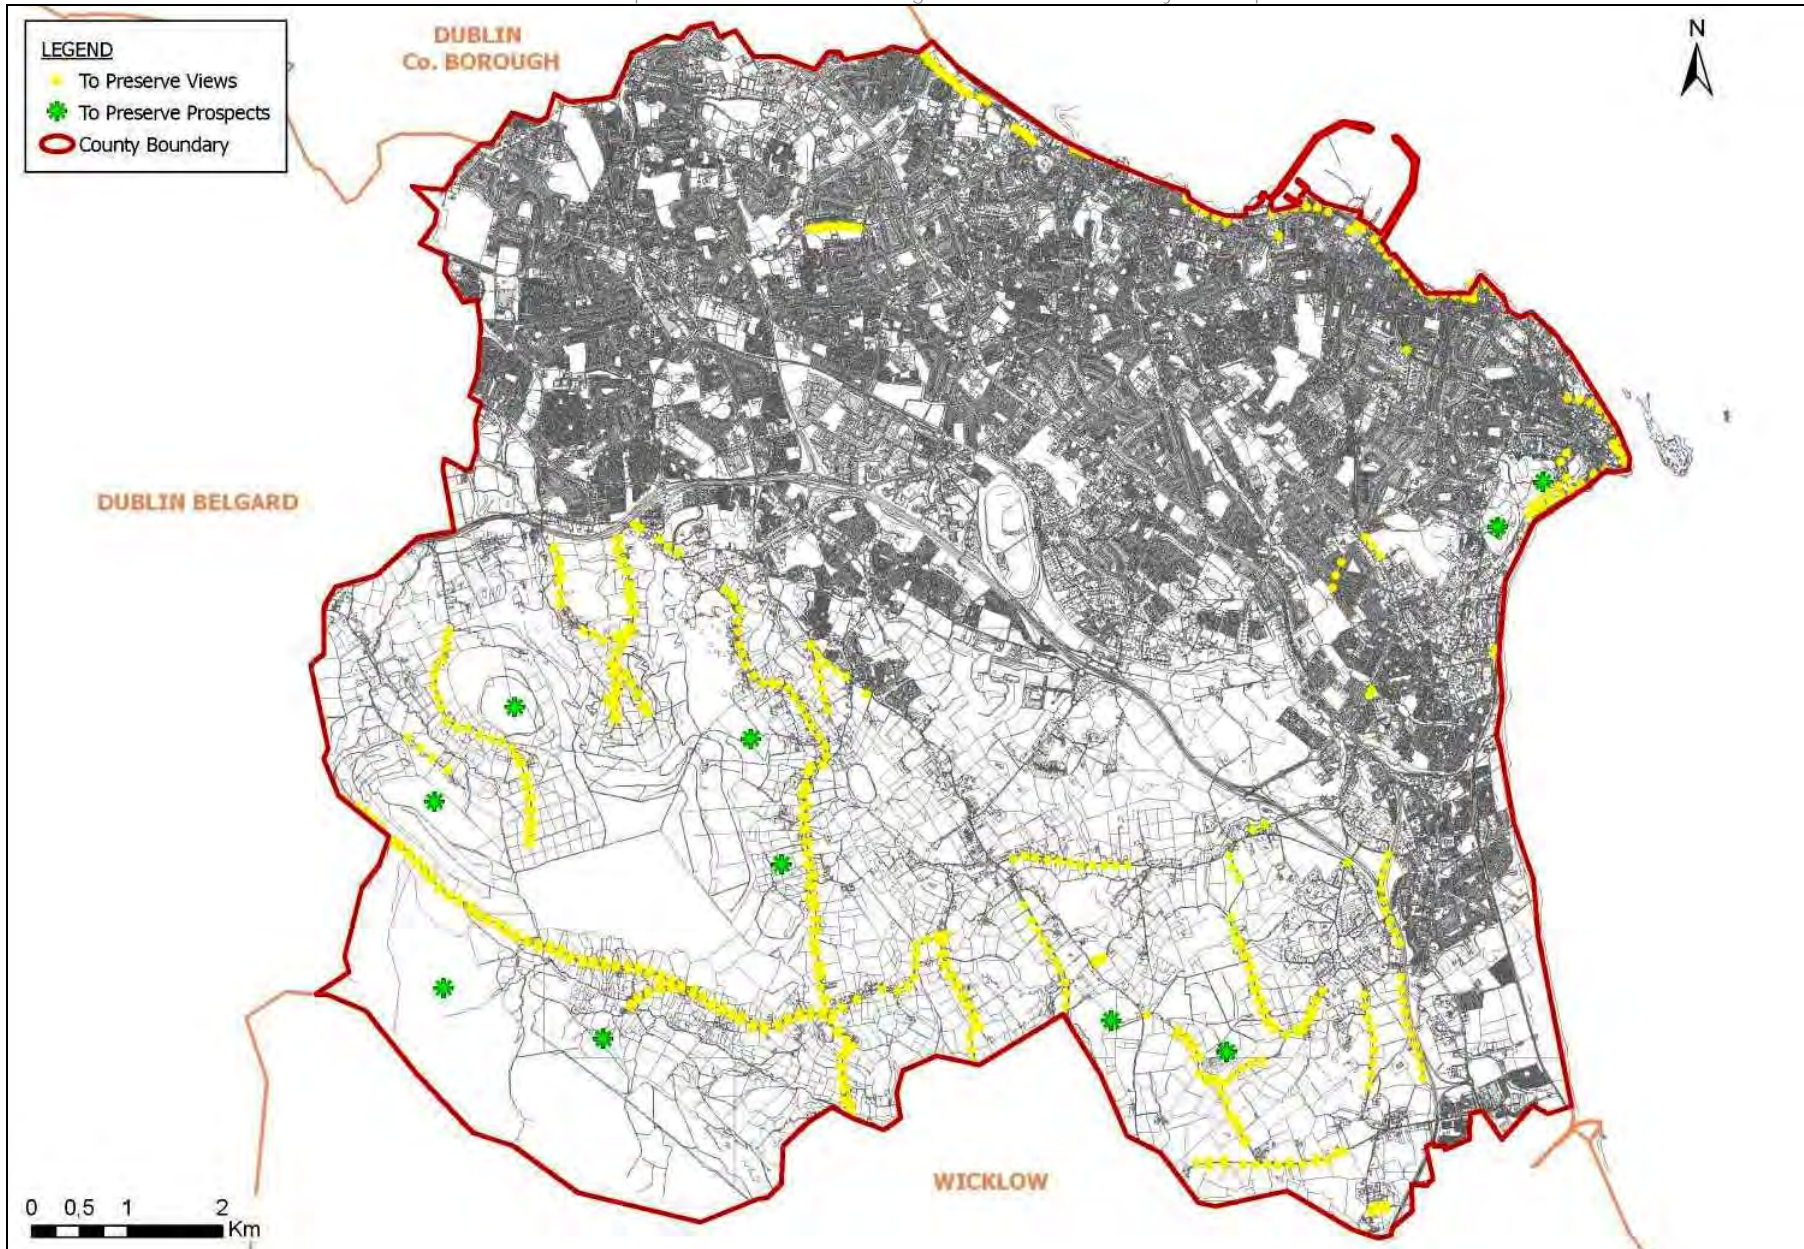 LEGEND
To Preserve Views
To Preserve Prospects
County Boundary
DUBLIN
Co. BOROUGH
N
DUBLIN BELGARD
WICKLOW
0 0,5 1 2
Km